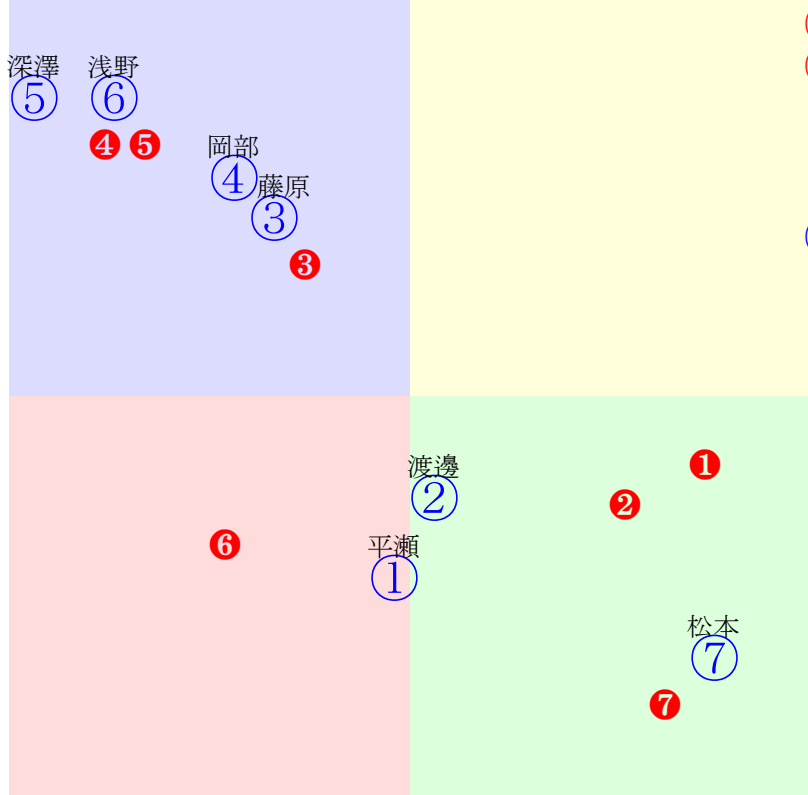 深澤 浅野
⑤ ⑥
❹ ❺
岡部
④
藤原
③
❸
渡邊
❶
②
❷
平瀬
❻
①
松本
⑦
❼